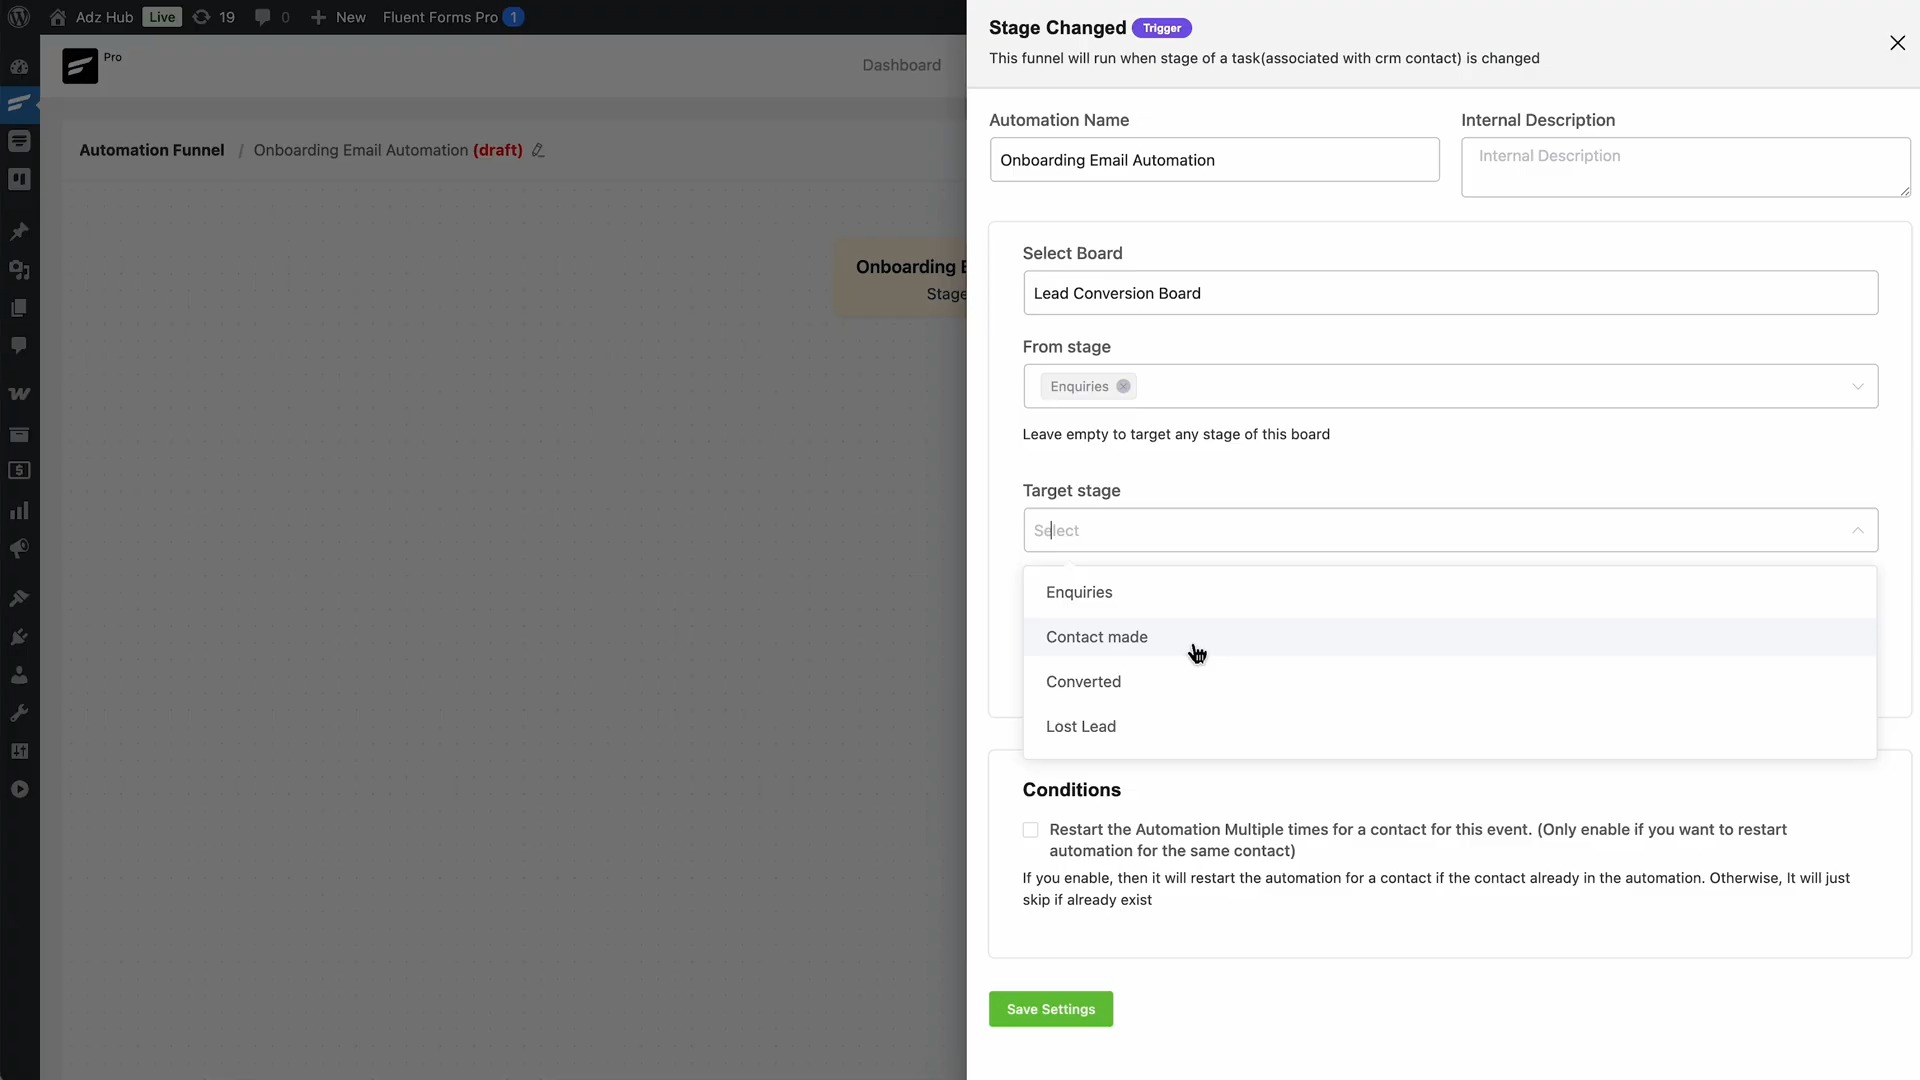 Adz Hub Live 19 0 New Fluent Forms Pro 1
Pro
Dashboard
Automation Funnel / Onboarding Email Automation (draft)
Onboarding E
Stage
Stage Changed Trigger
This funnel will run when stage of a task(associated with crm contact) is changed
Automation Name
Onboarding Email Automation
Internal Description
Internal Description
Select Board
Lead Conversion Board
From stage
Enquiries
Leave empty to target any stage of this board
Target stage
Select
Enquiries
Contact made
Converted
Lost Lead
Conditions
Restart the Automation Multiple times for a contact for this event. (Only enable if you want to restart
automation for the same contact)
If you enable, then it will restart the automation for a contact if the contact already in the automation. Otherwise, It will just
skip if already exist
Save Settings